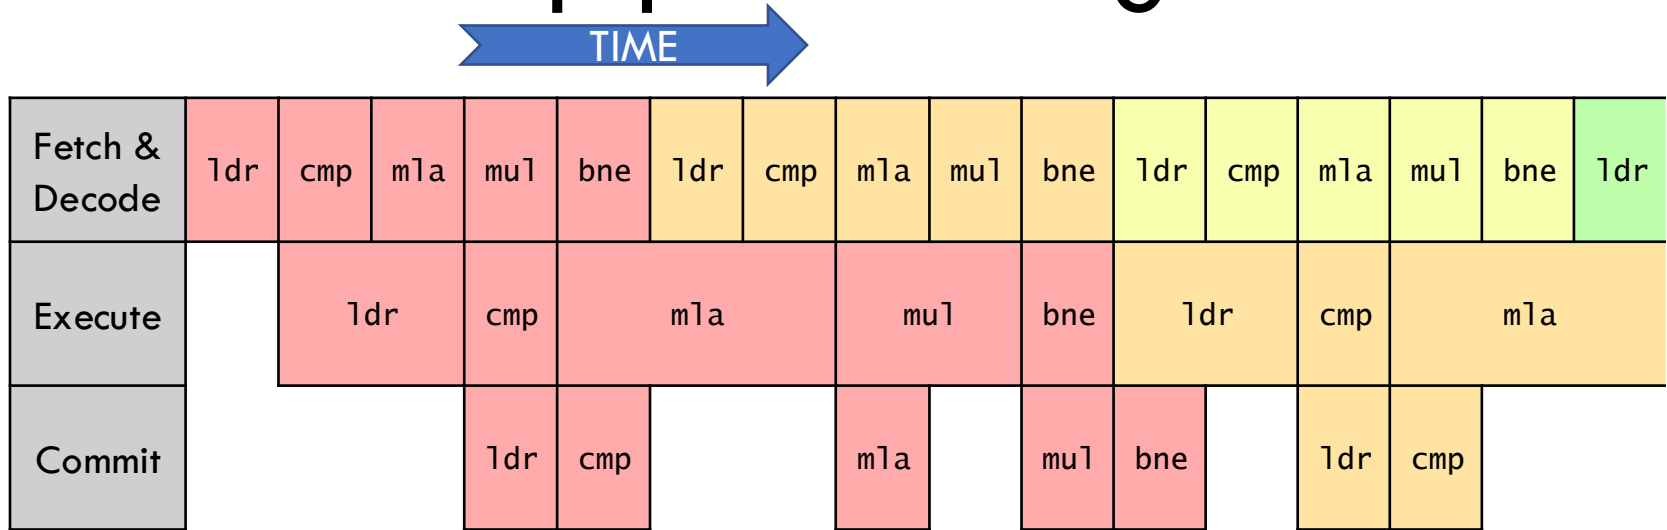 TIME
Fetch &
Decode
ldr cmp mla mul bne ldr cmp mla mul bne ldr cmp mla mul bne ldr
Execute
ldr cmp mla mul bne ldr cmp mla
Commit
ldr cmp mla mul bne ldr cmp